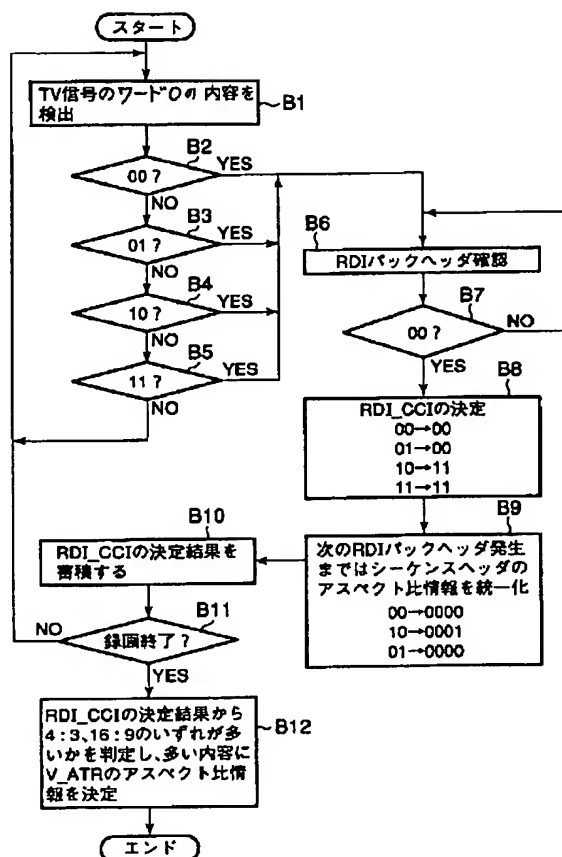 スタート
TV信号のワード0の内容を
検出
B1
B2
00?
YES
NO
B3
01?
YES
NO
B4
10?
YES
NO
B5
11?
YES
NO
B6
RDIパックヘッダ確認
B7
00?
NO
YES
B8
RDI_CCIの決定
00→00
01→00
10→11
11→11
B9
次のRDIパックヘッダ発生
まではシーケンスヘッダの
アスペクト比情報を統一化
00→0000
10→0001
01→0000
B10
RDI_CCIの決定結果を
蓄積する
B11
録画終了?
NO
YES
RDI_CCIの決定結果から
4:3、16:9のいずれが多
いかを判定し、多い内容に
V_ATRのアスペクト比情
報を決定
B12
エンド